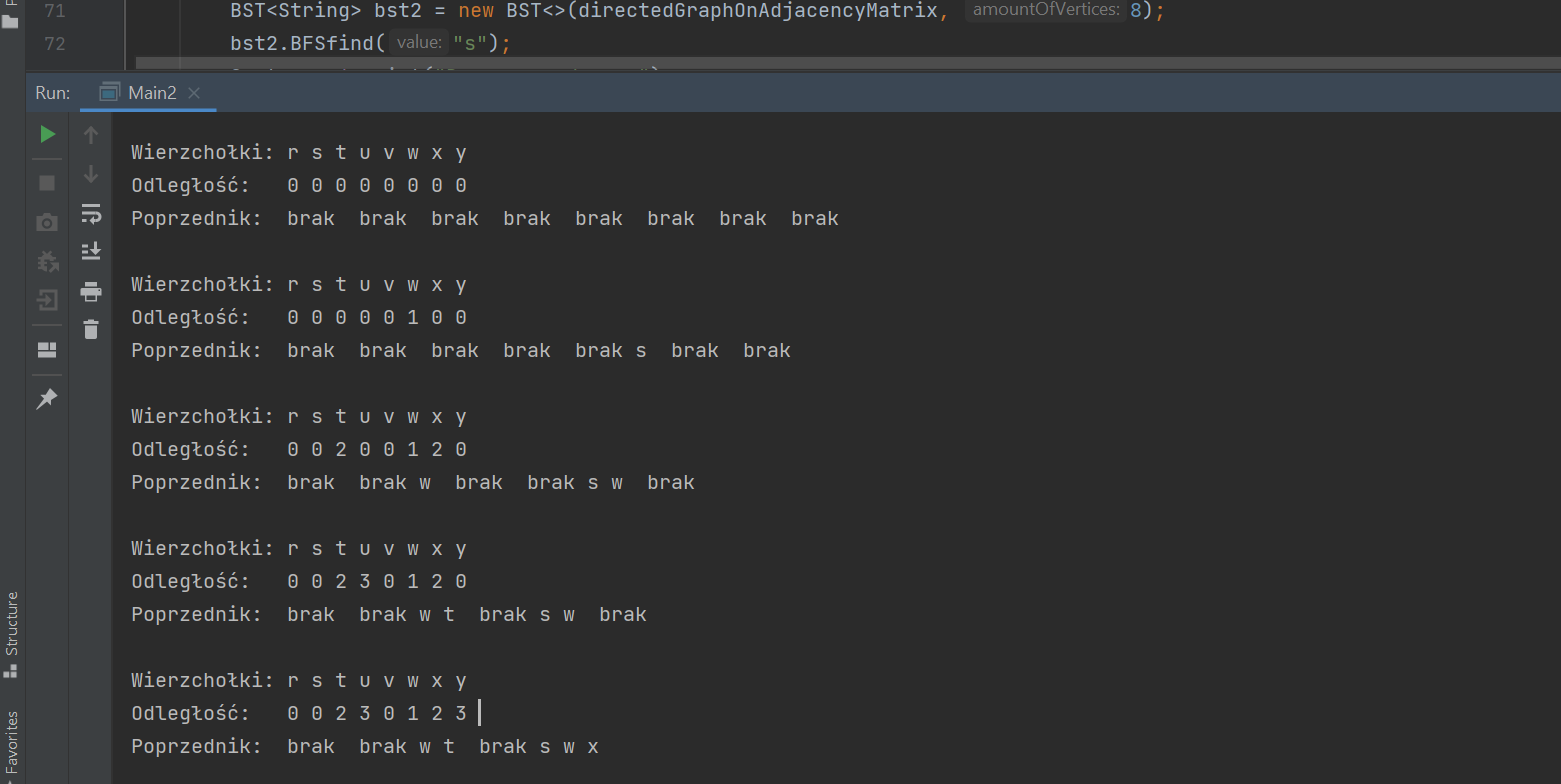 71 BST<String> bst2 = new BST<>(directedGraphOnAdjacencyMatrix, amountOfVertices: 8);
72 bst2.BFSfind( value: "s");
Run: Main2
Wierzchołki: r s t u v w x y
Odległość: 0 0 0 0 0 0 0 0
Poprzednik: brak brak brak brak brak brak brak brak
Wierzchołki: r s t u v w x y
Odległość: 0 0 0 0 0 1 0 0
Poprzednik: brak brak brak brak brak s brak brak
Wierzchołki: r s t u v w x y
Odległość: 0 0 2 0 0 1 2 0
Poprzednik: brak brak w brak brak s w brak
Wierzchołki: r s t u v w x y
Odległość: 0 0 2 3 0 1 2 0
Poprzednik: brak brak w t brak s w brak
Wierzchołki: r s t u v w x y
Odległość: 0 0 2 3 0 1 2 3
Poprzednik: brak brak w t brak s w x
Structure
Favorites